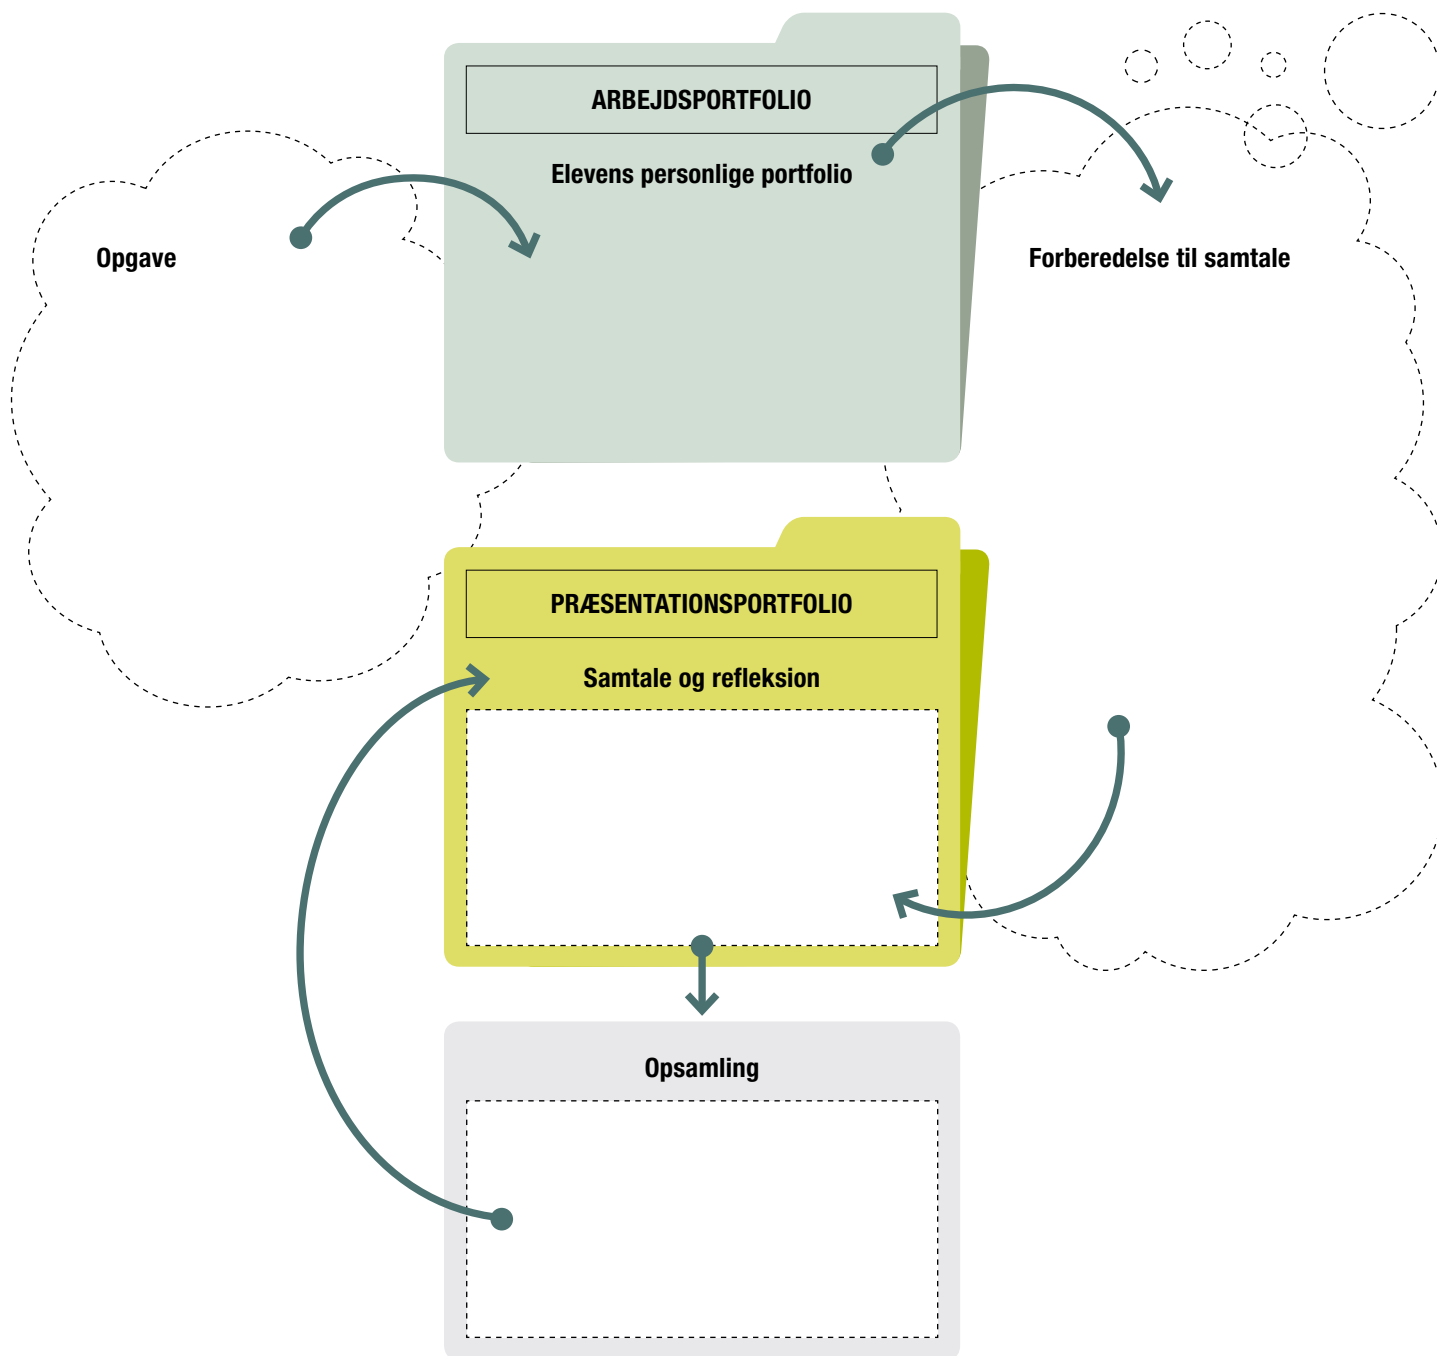 ARBEJDSPORTFOLIO
Elevens personlige portfolio
Opgave
Forberedelse til samtale
PRÆSENTATIONSPORTFOLIO
Samtale og refleksion
Opsamling